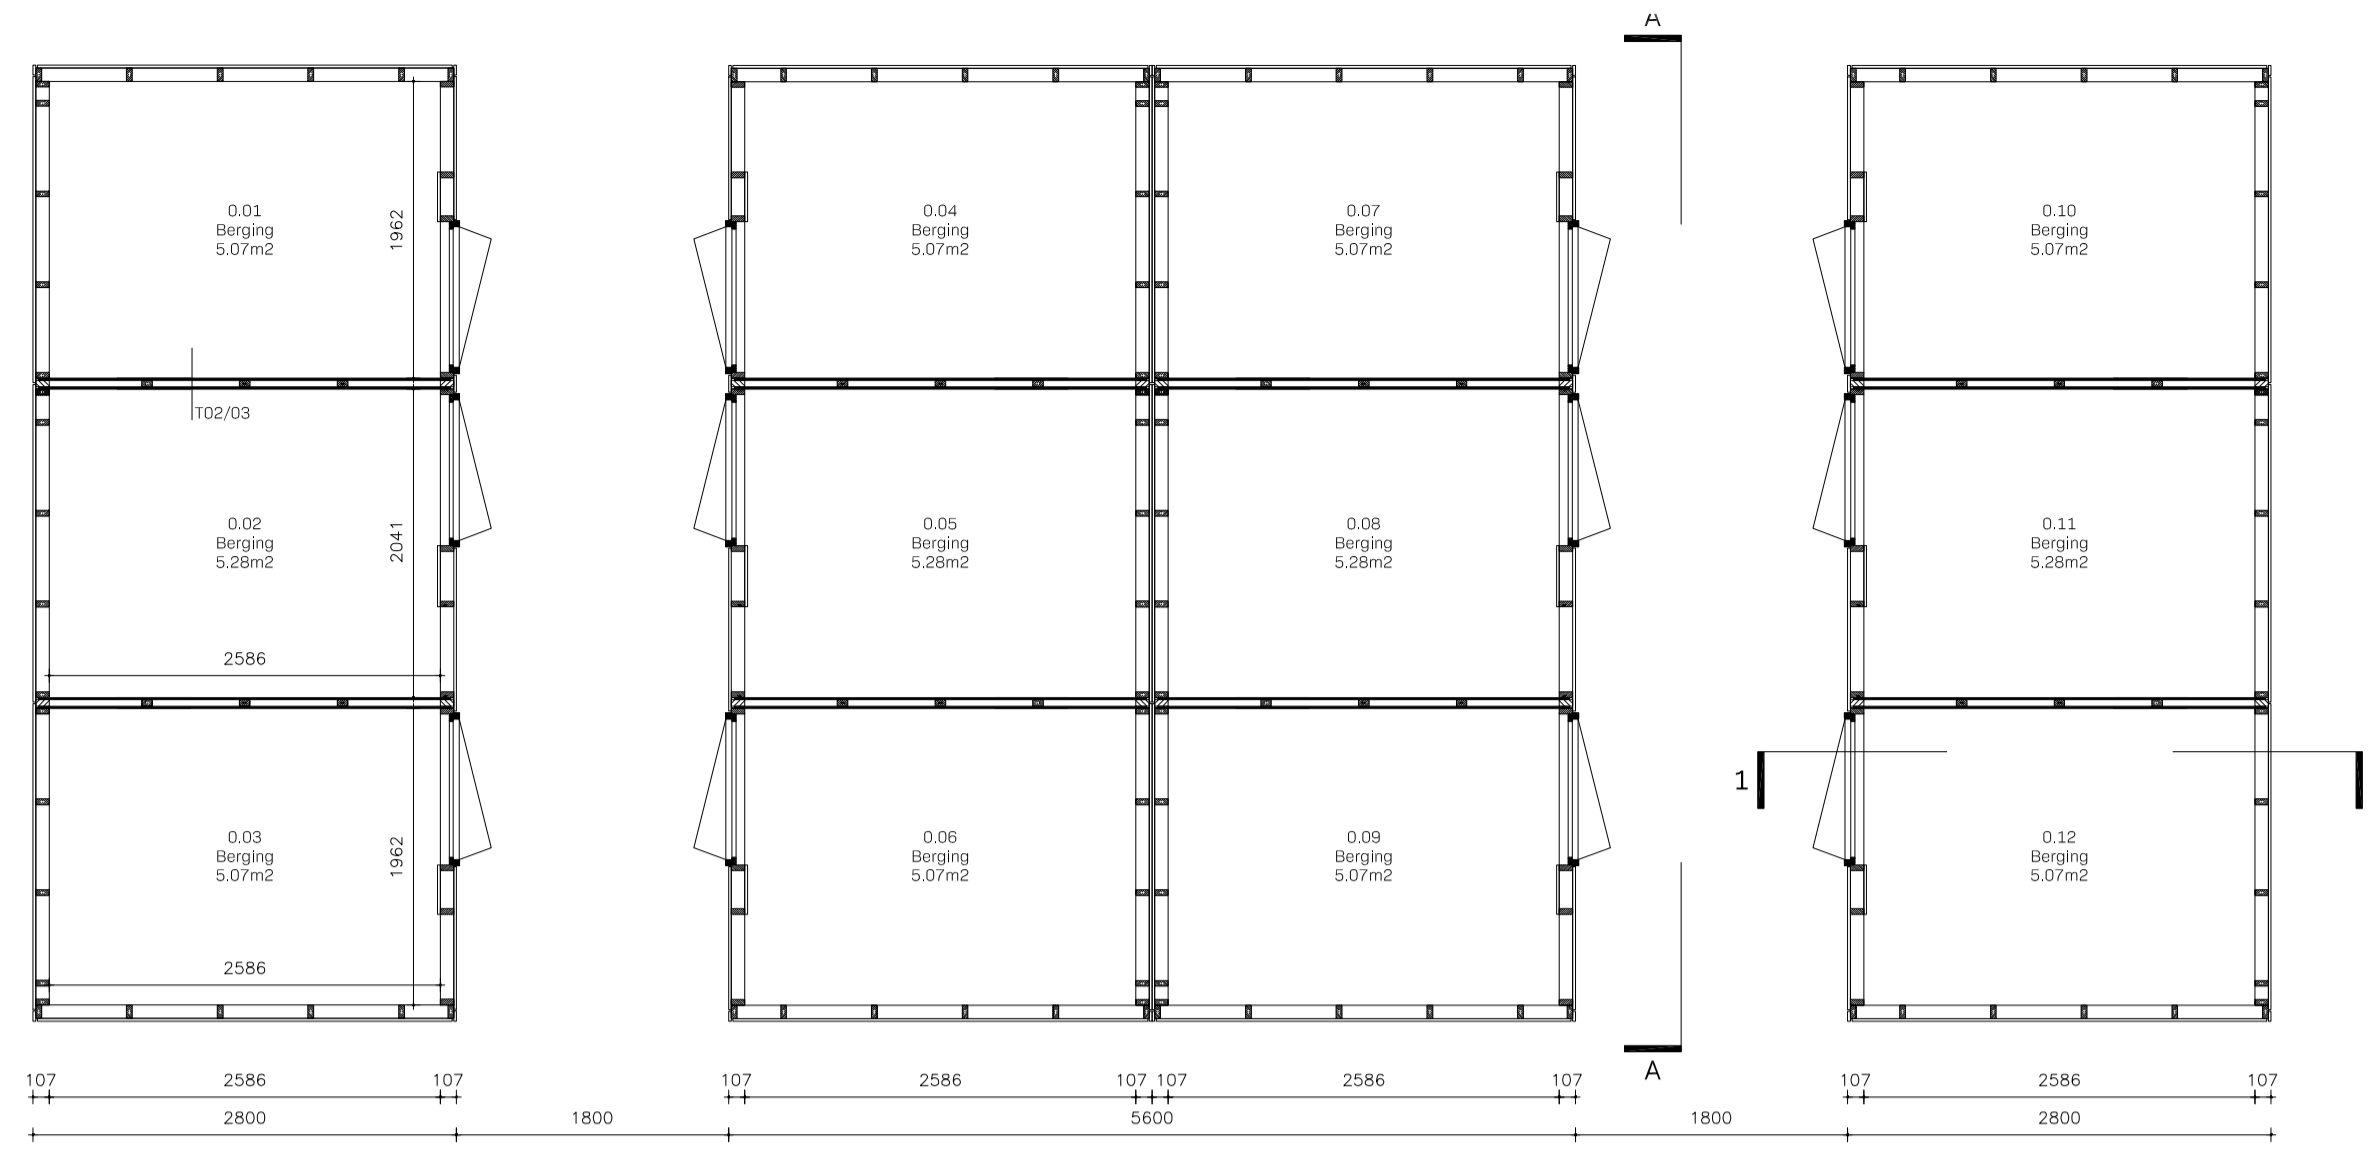 A
0.01
Berging
5.07m2
1962
0.04
Berging
5.07m2
0.07
Berging
5.07m2
0.10
Berging
5.07m2
T02/03
0.02
Berging
5.28m2
2041
0.05
Berging
5.28m2
0.08
Berging
5.28m2
0.11
Berging
5.28m2
2586
1
0.03
Berging
5.07m2
1962
0.06
Berging
5.07m2
0.09
Berging
5.07m2
0.12
Berging
5.07m2
2586
A
107 2586 107 107 2586 107 107 2586 107 107 2586 107
2800 1800 5600 1800 2800